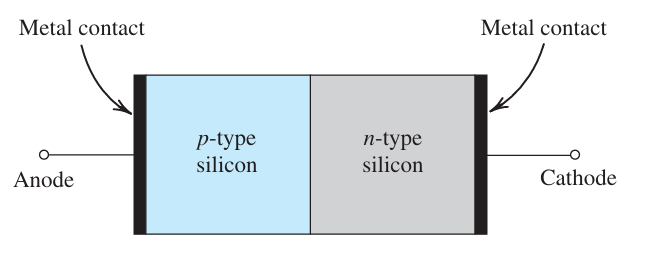 Metal contact
Metal contact
p-type
silicon
n-type
silicon
Anode
Cathode